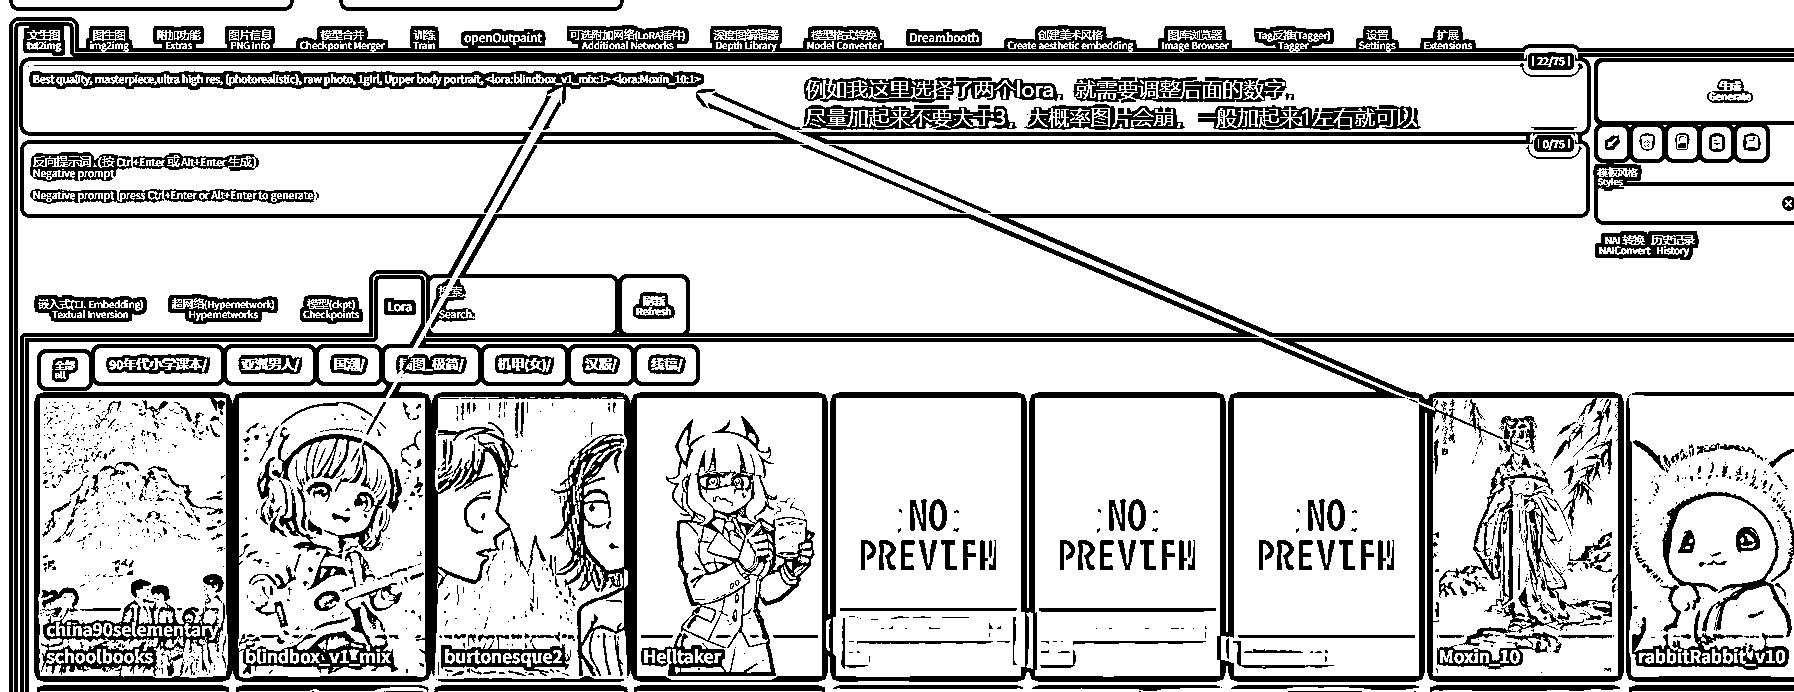 文生图 图生图 附加功能 图片信息 模型合并 训练 openOutpaint 可选附加网络(LoRA插件) 深度图编辑器 模型格式转换 Dreambooth 创建美术风格 图库浏览器 Tag反推(Tagger) 设置 扩展
txt2img img2img Extras PNG Info Checkpoint Merger Train Additional Networks Depth Library Model Converter Create aesthetic embedding Image Browser Tagger Settings Extensions
Best quality, masterpiece,ultra high res, (photorealistic), raw photo, 1girl, Upper body portrait, <lora:blindbox_v1_mix:1> <lora:Moxin_10:1>
22/75
例如我这里选择了两个lora，就需要调整后面的数字，
尽量加起来不要大于3，大概率图片会崩，一般加起来1左右就可以
生成
Generate
反向提示词 (按 Ctrl+Enter 或 Alt+Enter 生成)
Negative prompt
0/75
Negative prompt (press Ctrl+Enter or Alt+Enter to generate)
模板风格
Styles
NAI 转换 历史记录
NAIConvert History
嵌入式(T.I. Embedding) 超网络(Hypernetwork) 模型(ckpt) Lora 搜索 刷新
Textual Inversion Hypernetworks Checkpoints Search. Refresh
全部 90年代小学课本/ 亚洲男人/ 国潮/ 机甲(女)/ 汉服/ 线稿/
all
NO NO NO
PREVIEW PREVIEW PREVIEW
china90selementary
schoolbooks blindbox_v1_mix burtonesque2 Helltaker Moxin_10 rabbitRabbit_v10